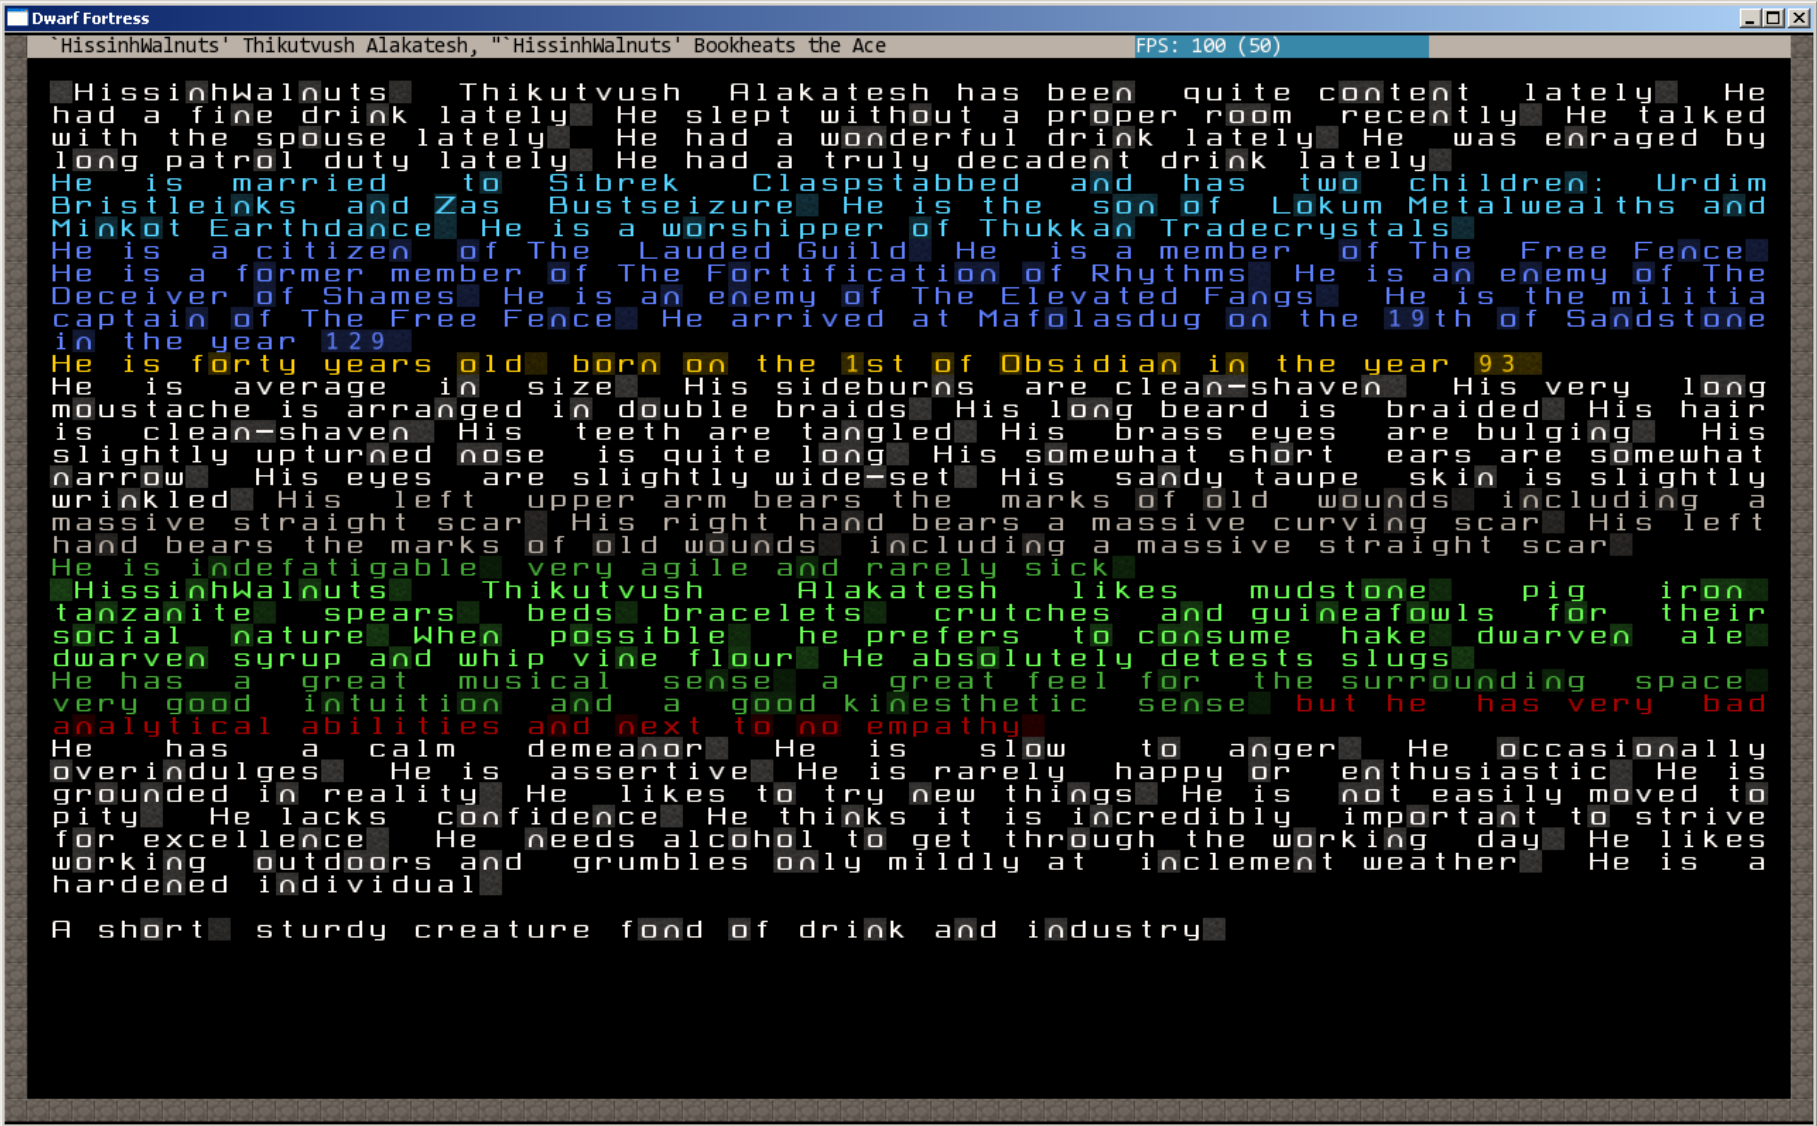 Dwarf Fortress
`HissinhWalnuts' Thikutvush Alakatesh, "`HissinhWalnuts' Bookheats the Ace
FPS: 100 (50)
HissinhWalnuts Thikutvush Alakatesh has been quite content lately He
had a fine drink lately He slept without a proper room recently He talked
with the spouse lately He had a wonderful drink lately He was enraged by
long patrol duty lately He had a truly decadent drink lately
He is married to Sibrek Claspstabbed and has two children: Urdim
Bristleinks and Zas Bustseizure He is the son of Lokum Metalwealths and
Minkot Earthdance He is a worshipper of Thukkan Tradecrystals
He is a citizen of The Lauded Guild He is a member of The Free Fence
He is a former member of The Fortification of Rhythms He is an enemy of The
Deceiver of Shames He is an enemy of The Elevated Fangs He is the militia
captain of The Free Fence He arrived at Mafolasdug on the 19th of Sandstone
in the year 129
He is forty years old born on the 1st of Obsidian in the year 93
He is average in size His sideburns are clean-shaven His very long
moustache is arranged in double braids His long beard is braided His hair
is clean-shaven His teeth are tangled His brass eyes are bulging His
slightly upturned nose is quite long His somewhat short ears are somewhat
narrow His eyes are slightly wide-set His sandy taupe skin is slightly
wrinkled His left upper arm bears the marks of old wounds including a
massive straight scar His right hand bears a massive curving scar His left
hand bears the marks of old wounds including a massive straight scar
He is indefatigable very agile and rarely sick
HissinhWalnuts Thikutvush Alakatesh likes mudstone pig iron
tanzanite spears beds bracelets crutches and guineafowls for their
social nature When possible he prefers to consume hake dwarven ale
dwarven syrup and whip vine flour He absolutely detests slugs
He has a great musical sense a great feel for the surrounding space
very good intuition and a good kinesthetic sense but he has very bad
analytical abilities and next to no empathy
He has a calm demeanor He is slow to anger He occasionally
overindulges He is assertive He is rarely happy or enthusiastic He is
grounded in reality He likes to try new things He is not easily moved to
pity He lacks confidence He thinks it is incredibly important to strive
for excellence He needs alcohol to get through the working day He likes
working outdoors and grumbles only mildly at inclement weather He is a
hardened individual
A short sturdy creature fond of drink and industry